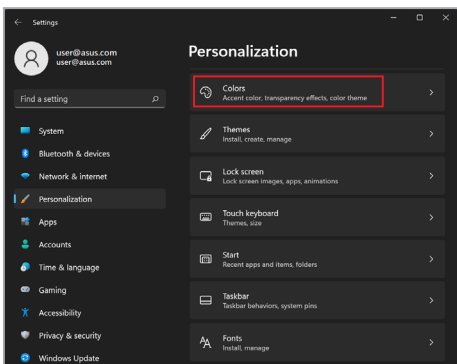 Settings
user@asus.com
user@asus.com
Find a setting
System
Bluetooth & devices
Network & internet
Personalization
Apps
Accounts
Time & language
Gaming
Accessibility
Privacy & security
Windows Update
Personalization
Colors
Accent color, transparency effects, color theme
Themes
Install, create, manage
Lock screen
Lock screen images, apps, animations
Touch keyboard
Themes, size
Start
Recent apps and items, folders
Taskbar
Taskbar behaviors, system pins
Fonts
Install, manage